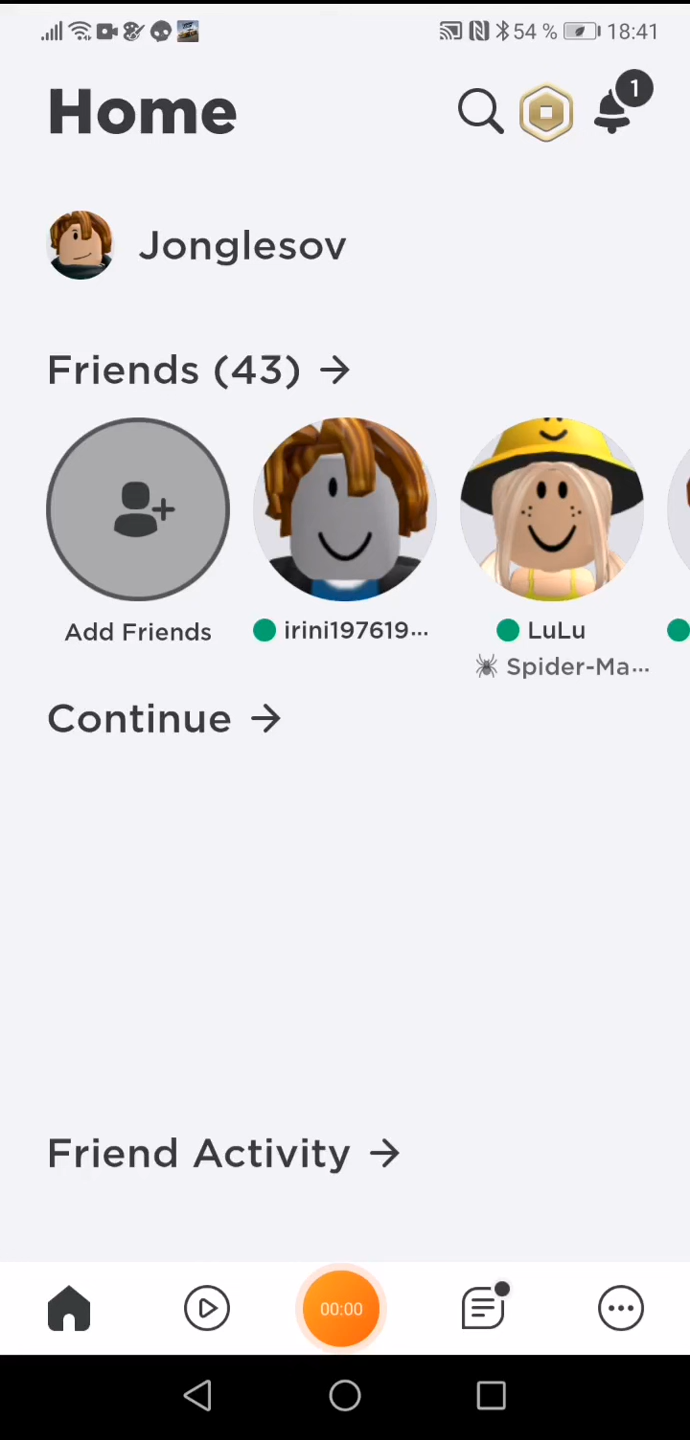 54 % 18:41
Home
1
Jonglesov
Friends (43) →
Add Friends
irini197619...
LuLu
Spider-Ma...
Continue →
Friend Activity →
00:00